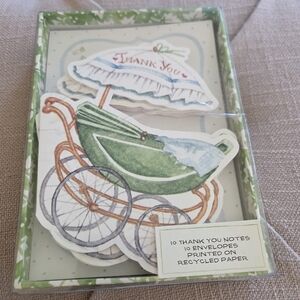 THANK YOU
10 THANK YOU NOTES
10 ENVELOPES
PRINTED ON
RECYCLED PAPER